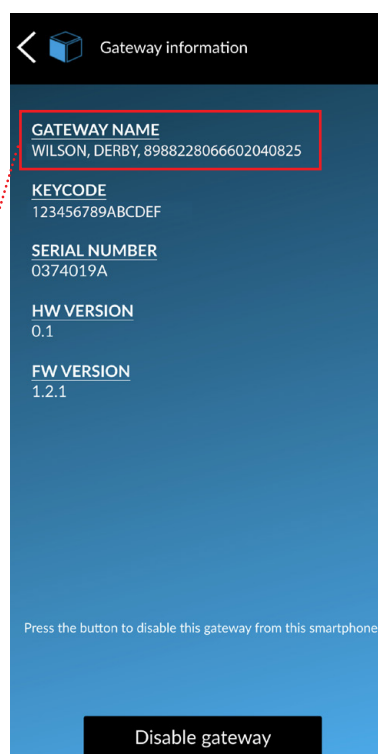 Gateway information
GATEWAY NAME
WILSON, DERBY, 8988228066602040825
KEYCODE
123456789ABCDEF
SERIAL NUMBER
0374019A
HW VERSION
0.1
FW VERSION
1.2.1
Press the button to disable this gateway from this smartphone
Disable gateway